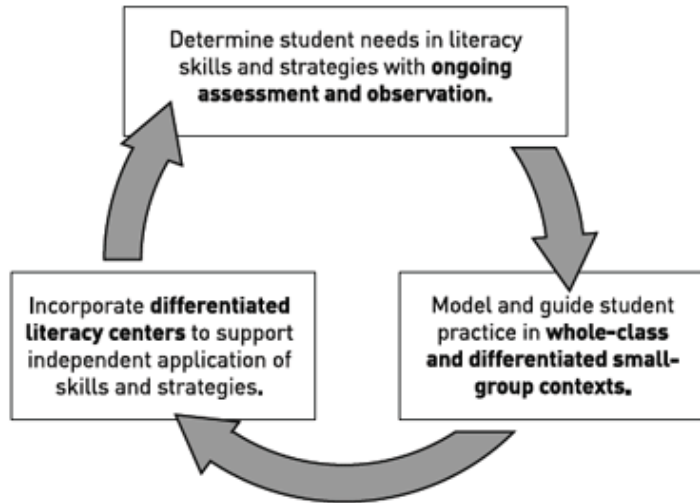 Determine student needs in literacy
skills and strategies with ongoing
assessment and observation.
Incorporate differentiated
literacy centers to support
independent application of
skills and strategies.
Model and guide student
practice in whole-class
and differentiated small-
group contexts.